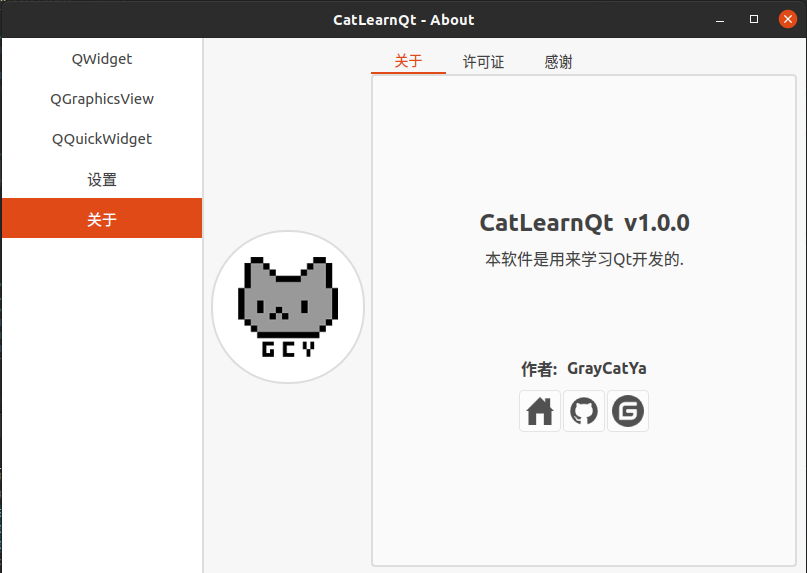 CatLearnQt - About
QWidget
QGraphicsView
QQuickWidget
设置
关于
关于 许可证 感谢
GCY
CatLearnQt v1.0.0
本软件是用来学习Qt开发的.
作者: GrayCatYa
G